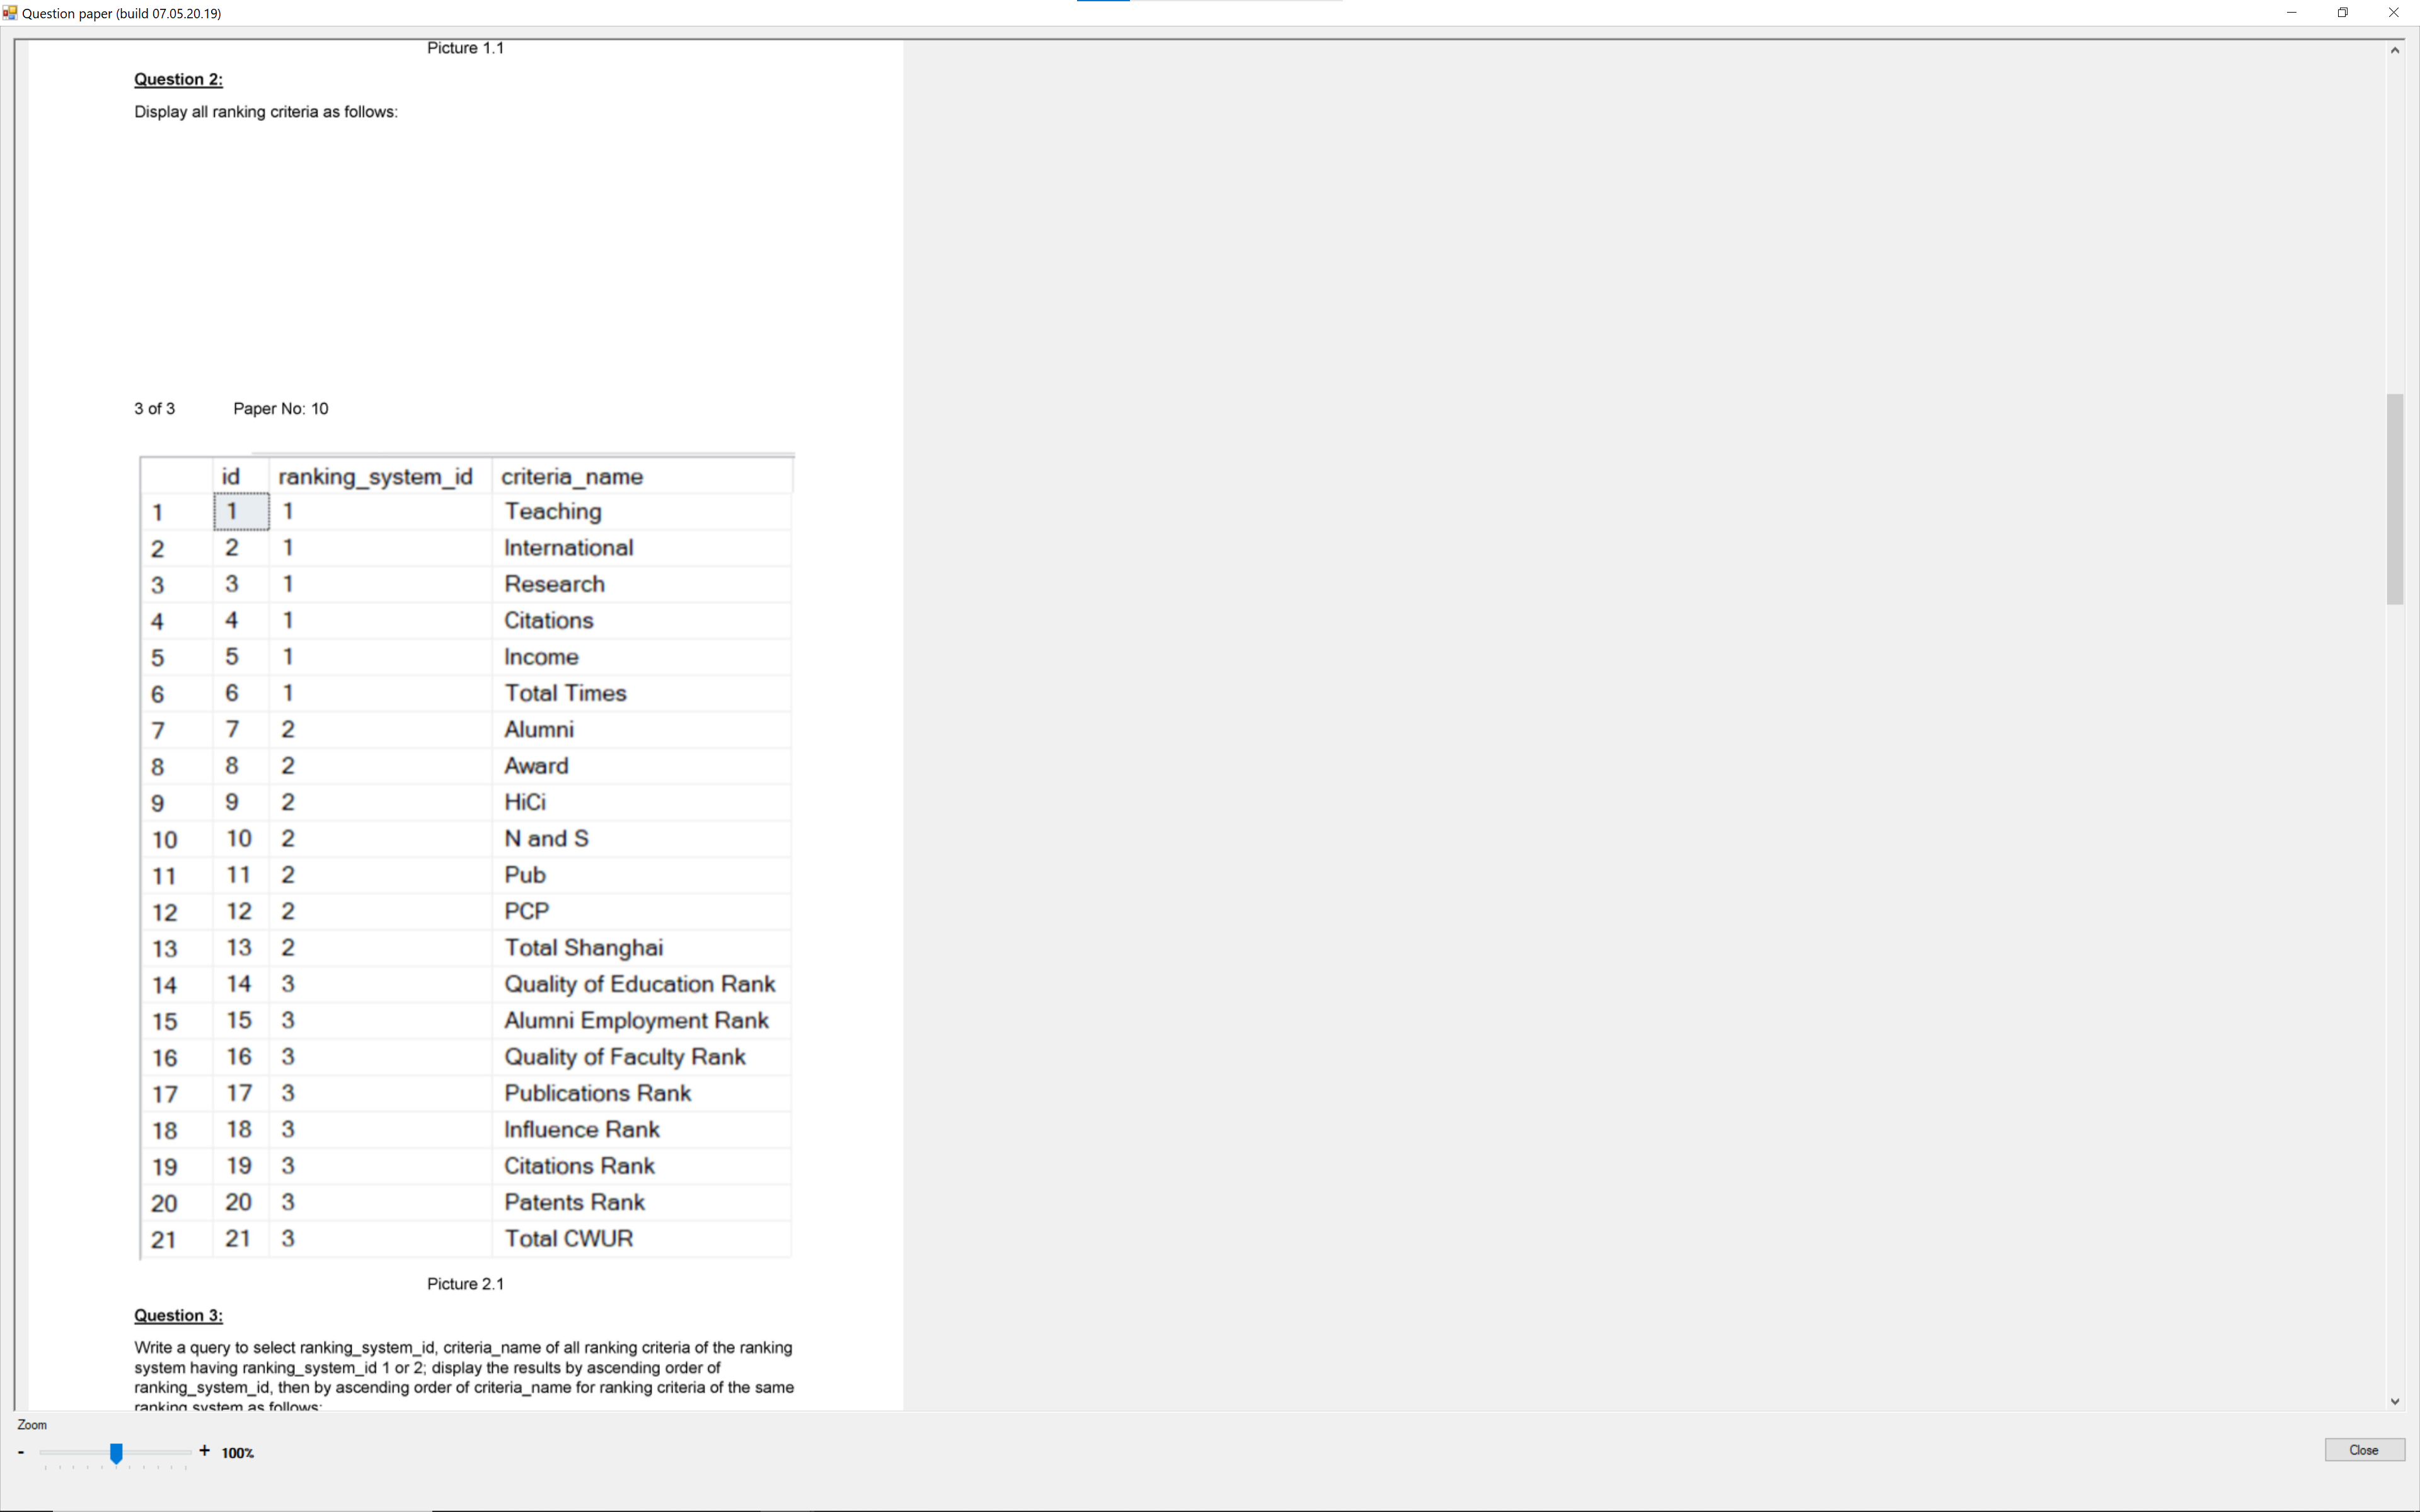 Question paper (build 07.05.20.19)
Picture 1.1
Question 2:
Display all ranking criteria as follows:
3 of 3 Paper No: 10
id ranking_system_id criteria_name
1 1 1 Teaching
2 2 1 International
3 3 1 Research
4 4 1 Citations
5 5 1 Income
6 6 1 Total Times
7 7 2 Alumni
8 8 2 Award
9 9 2 HiCi
10 10 2 N and S
11 11 2 Pub
12 12 2 PCP
13 13 2 Total Shanghai
14 14 3 Quality of Education Rank
15 15 3 Alumni Employment Rank
16 16 3 Quality of Faculty Rank
17 17 3 Publications Rank
18 18 3 Influence Rank
19 19 3 Citations Rank
20 20 3 Patents Rank
21 21 3 Total CWUR
Picture 2.1
Question 3:
Write a query to select ranking_system_id, criteria_name of all ranking criteria of the ranking
system having ranking_system_id 1 or 2; display the results by ascending order of
ranking_system_id, then by ascending order of criteria_name for ranking criteria of the same
ranking system as follows:
Zoom
- + 100%
Close